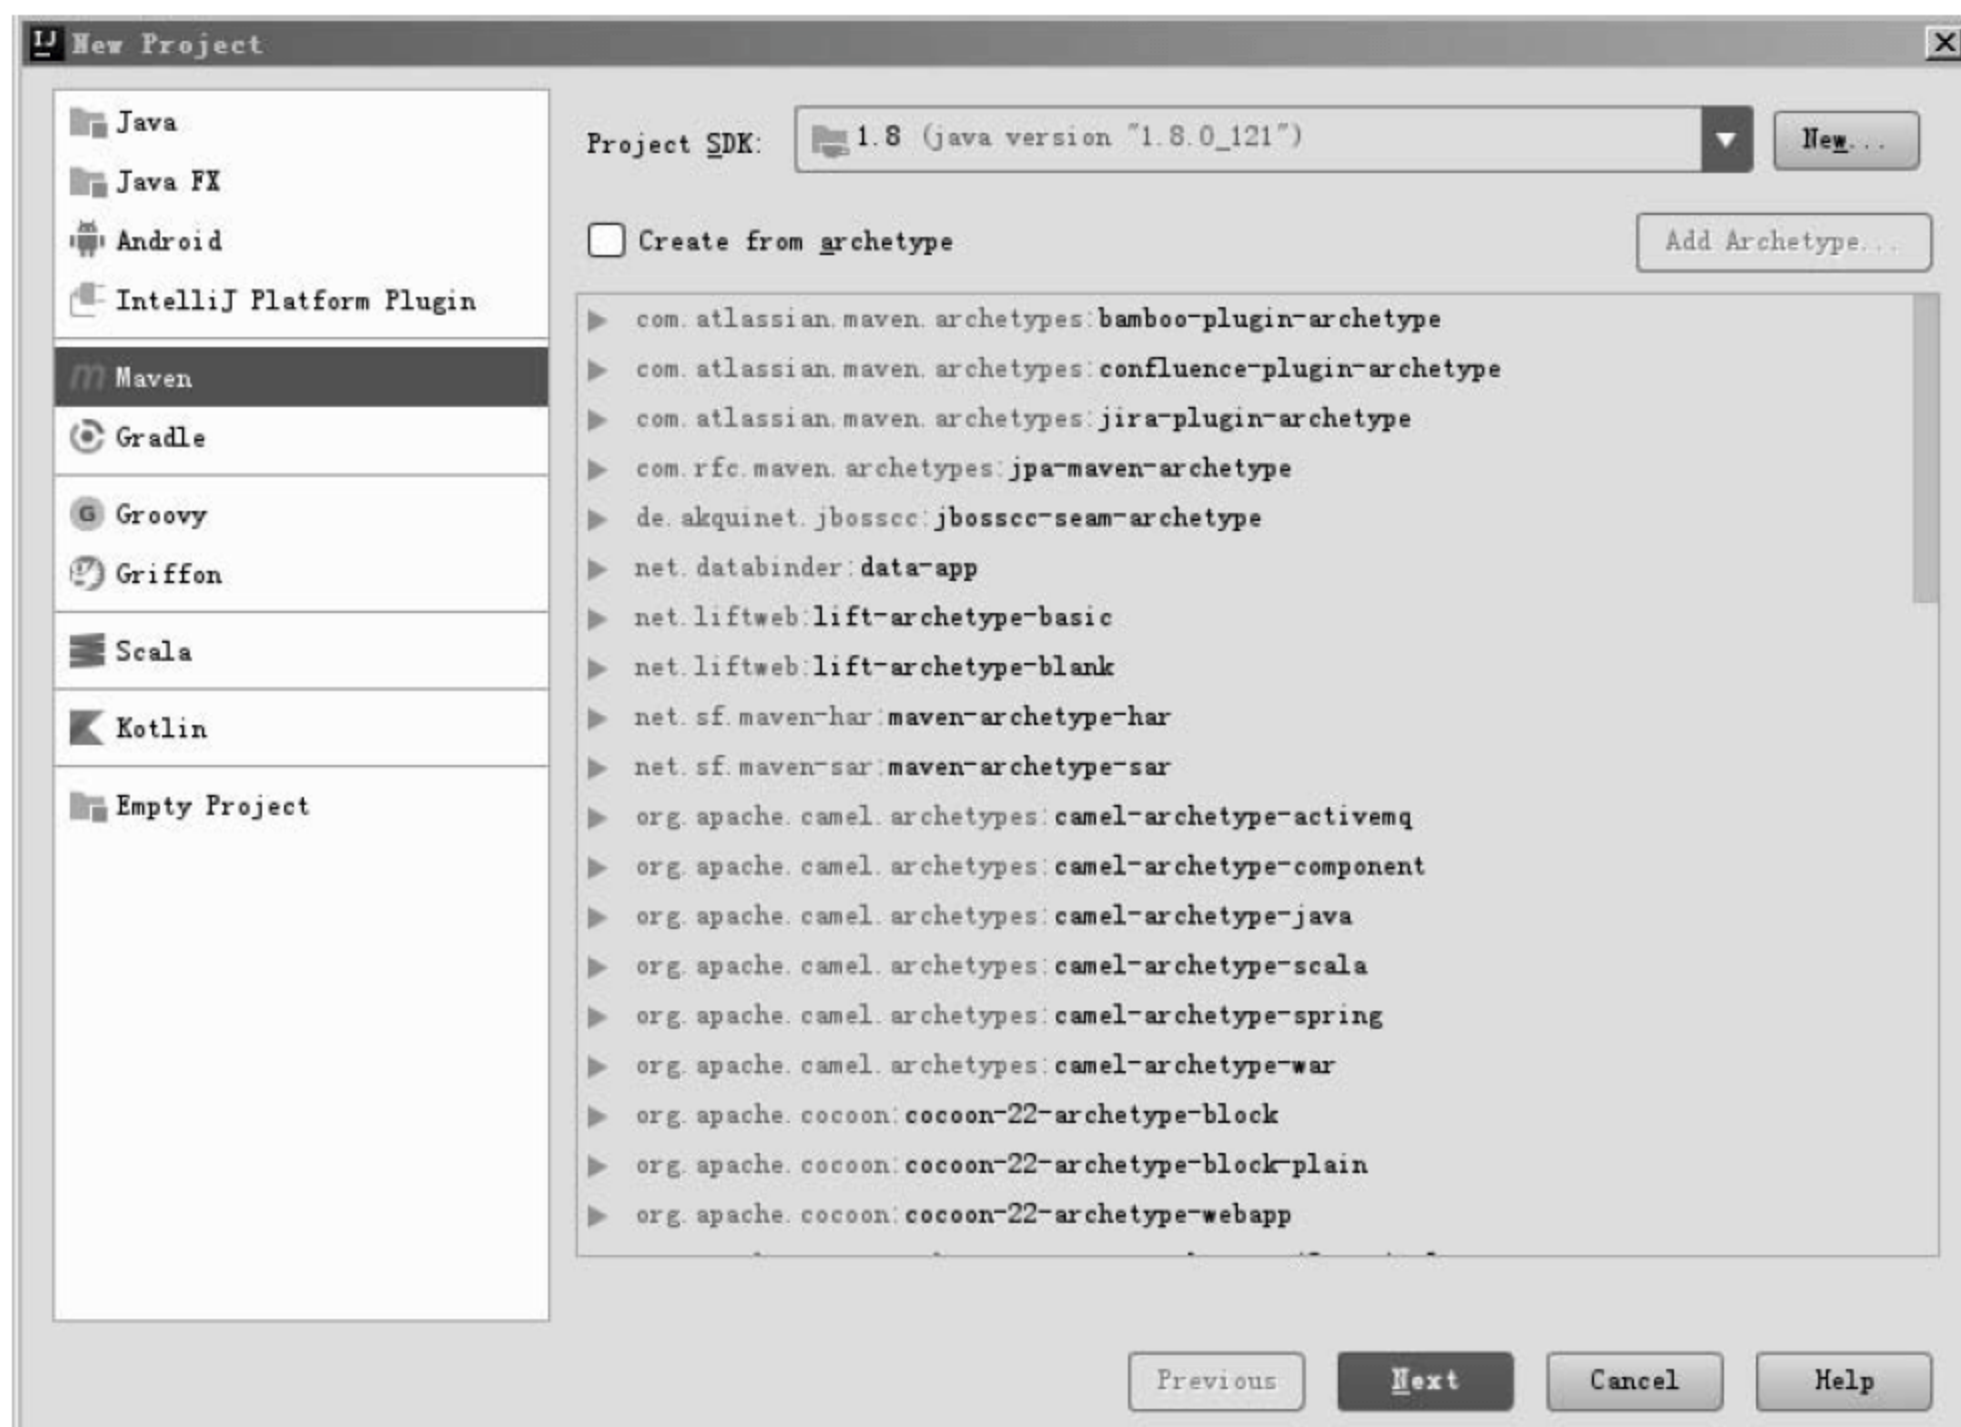 New Project
Java
Java FX
Android
IntelliJ Platform Plugin
Maven
Gradle
Groovy
Griffon
Scala
Kotlin
Empty Project
Project SDK: 1.8 (java version "1.8.0_121") New...
Create from archetype Add Archetype...
com.atlassian.maven.archetypes:bamboo-plugin-archetype
com.atlassian.maven.archetypes:confluence-plugin-archetype
com.atlassian.maven.archetypes:jira-plugin-archetype
com.rfc.maven.archetypes:jpa-maven-archetype
de.akquinet.jbosscc:jbosscc-seam-archetype
net.databinder:data-app
net.liftweb:lift-archetype-basic
net.liftweb:lift-archetype-blank
net.sf.maven-har:maven-archetype-har
net.sf.maven-sar:maven-archetype-sar
org.apache.camel.archetypes:camel-archetype-activemq
org.apache.camel.archetypes:camel-archetype-component
org.apache.camel.archetypes:camel-archetype-java
org.apache.camel.archetypes:camel-archetype-scala
org.apache.camel.archetypes:camel-archetype-spring
org.apache.camel.archetypes:camel-archetype-war
org.apache.cocoon:cocoon-22-archetype-block
org.apache.cocoon:cocoon-22-archetype-block-plain
org.apache.cocoon:cocoon-22-archetype-webapp
Previous Next Cancel Help